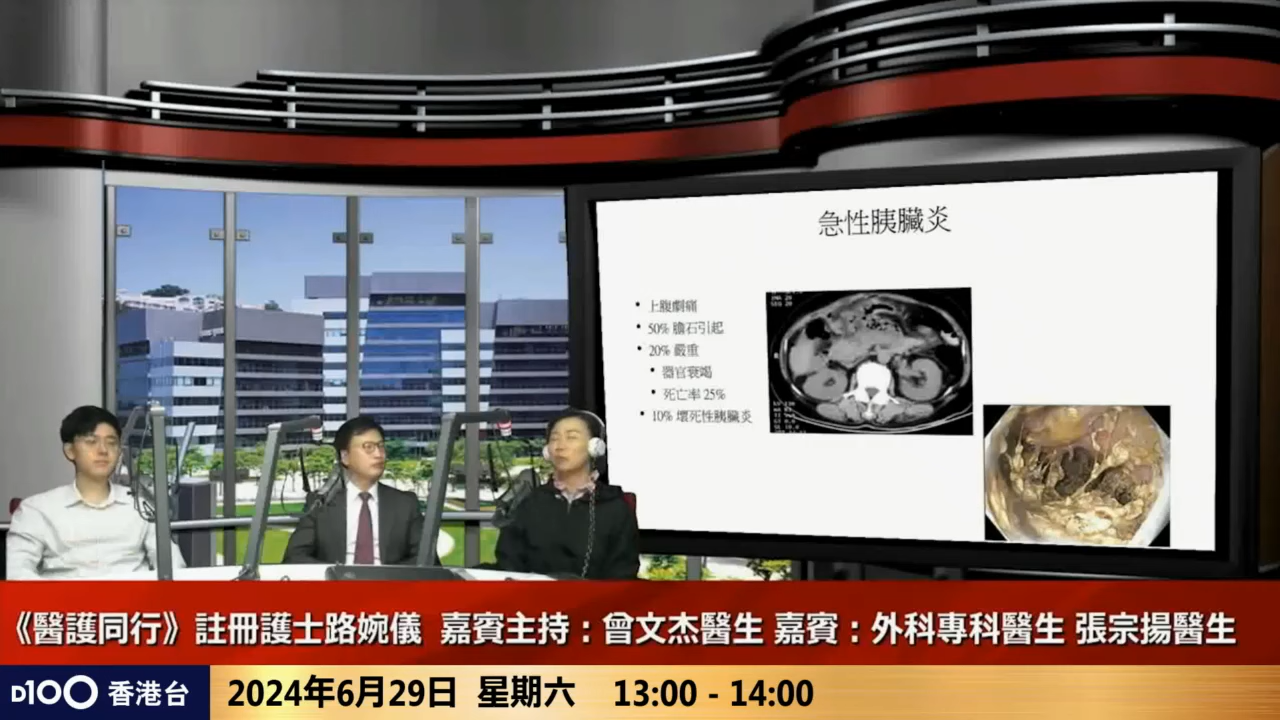 急性胰臟炎
• 上腹劇痛
• 50% 膽石引起
• 20% 嚴重
• 器官衰竭
• 死亡率 25%
• 10% 壞死性胰臟炎
《醫護同行》註冊護士路婉儀 嘉賓主持：曾文杰醫生 嘉賓：外科專科醫生 張宗揚醫生
D100 香港台
2024年6月29日 星期六 13:00 - 14:00